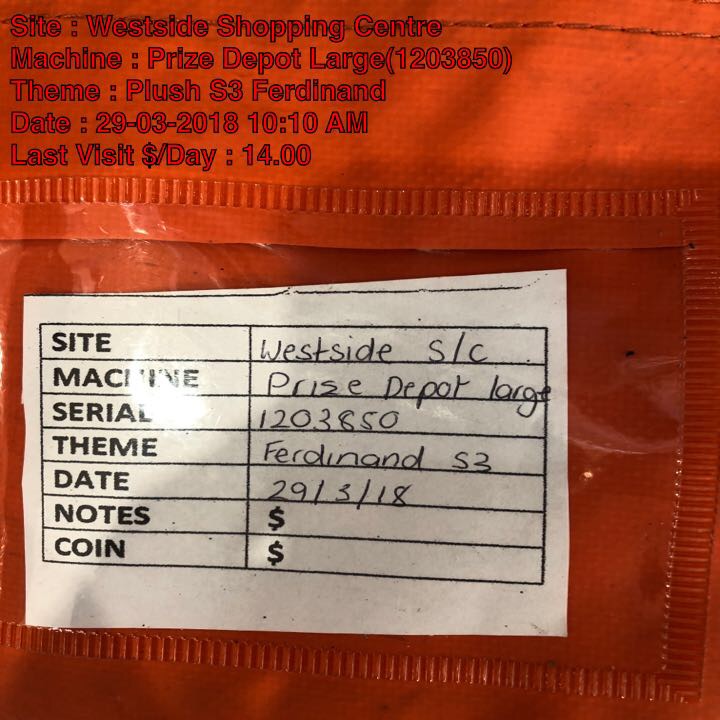 Site : Westside Shopping Centre
Machine : Prize Depot Large(1203850)
Theme : Plush S3 Ferdinand
Date : 29-03-2018 10:10 AM
Last Visit $/Day : 14.00
SITE Westside S/C
MACHINE Prize Depot large
SERIAL 1203850
THEME Ferdinand S3
DATE 29/3/18
NOTES $
COIN $